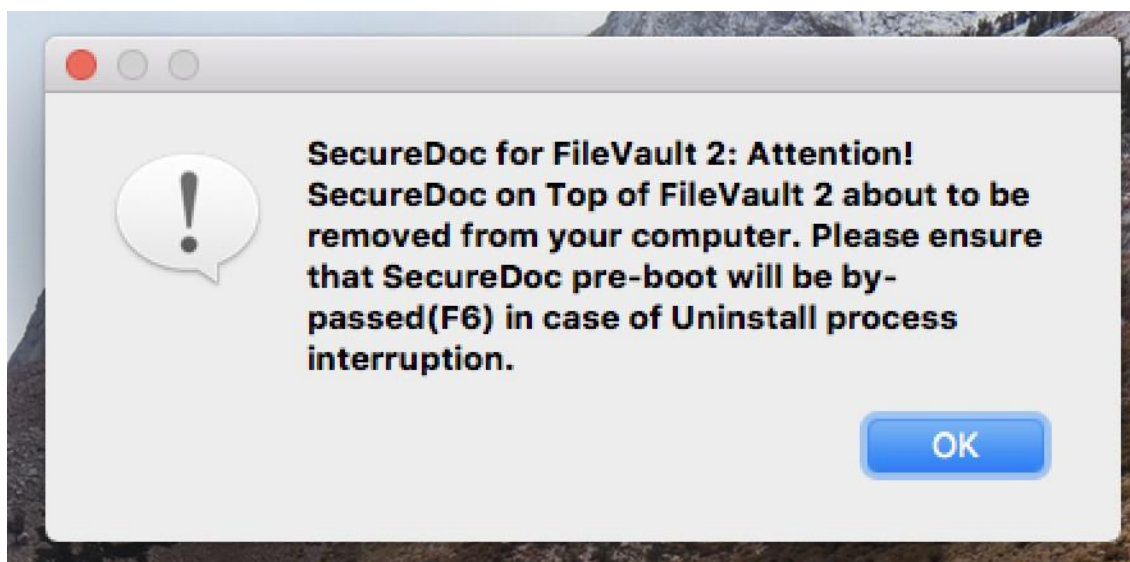 SecureDoc for FileVault 2: Attention!
SecureDoc on Top of FileVault 2 about to be
removed from your computer. Please ensure
that SecureDoc pre-boot will be by-
passed(F6) in case of Uninstall process
interruption.
OK